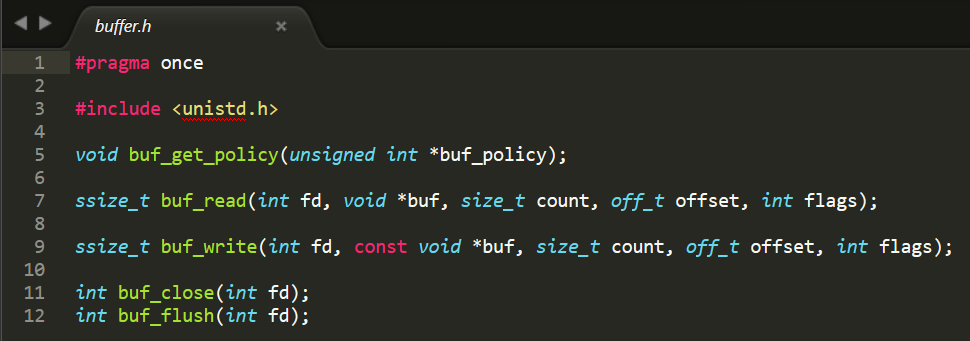 buffer.h ×
1 #pragma once
2
3 #include <unistd.h>
4
5 void buf_get_policy(unsigned int *buf_policy);
6
7 ssize_t buf_read(int fd, void *buf, size_t count, off_t offset, int flags);
8
9 ssize_t buf_write(int fd, const void *buf, size_t count, off_t offset, int flags);
10
11 int buf_close(int fd);
12 int buf_flush(int fd);